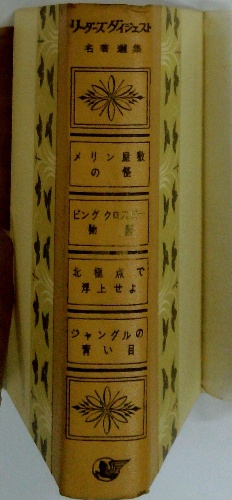 リーダーズダイジェスト
名著選集
メリン屋敷
の怪
ビング クロスビー
物語
北極点で
浮上せよ
ジャングルの
青い目